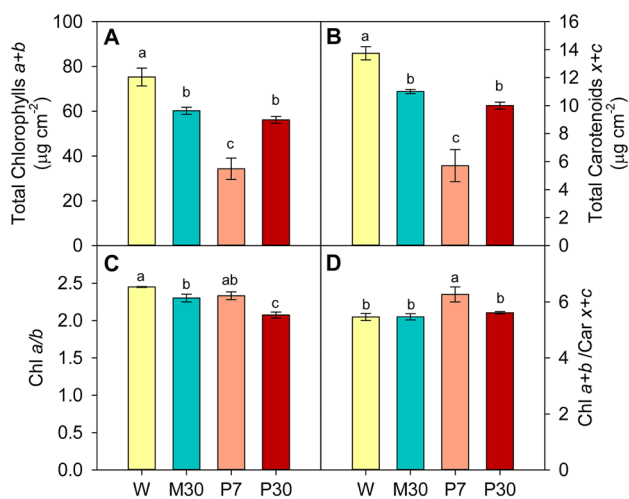 A
Total Chlorophylls a+b
(µg cm-2)
100
80
60
40
20
0
a
b
c
b
B
a
b
c
b
16
14
12
10
8
6
4
2
0
Total Carotenoids x+c
(µg cm-2)
C
Chl a/b
2.5
2.0
1.5
1.0
0.5
0.0
a
b
ab
c
W
M30
P7
P30
D
b
b
a
b
6
4
2
0
Chl a+b /Car x+c
W
M30
P7
P30